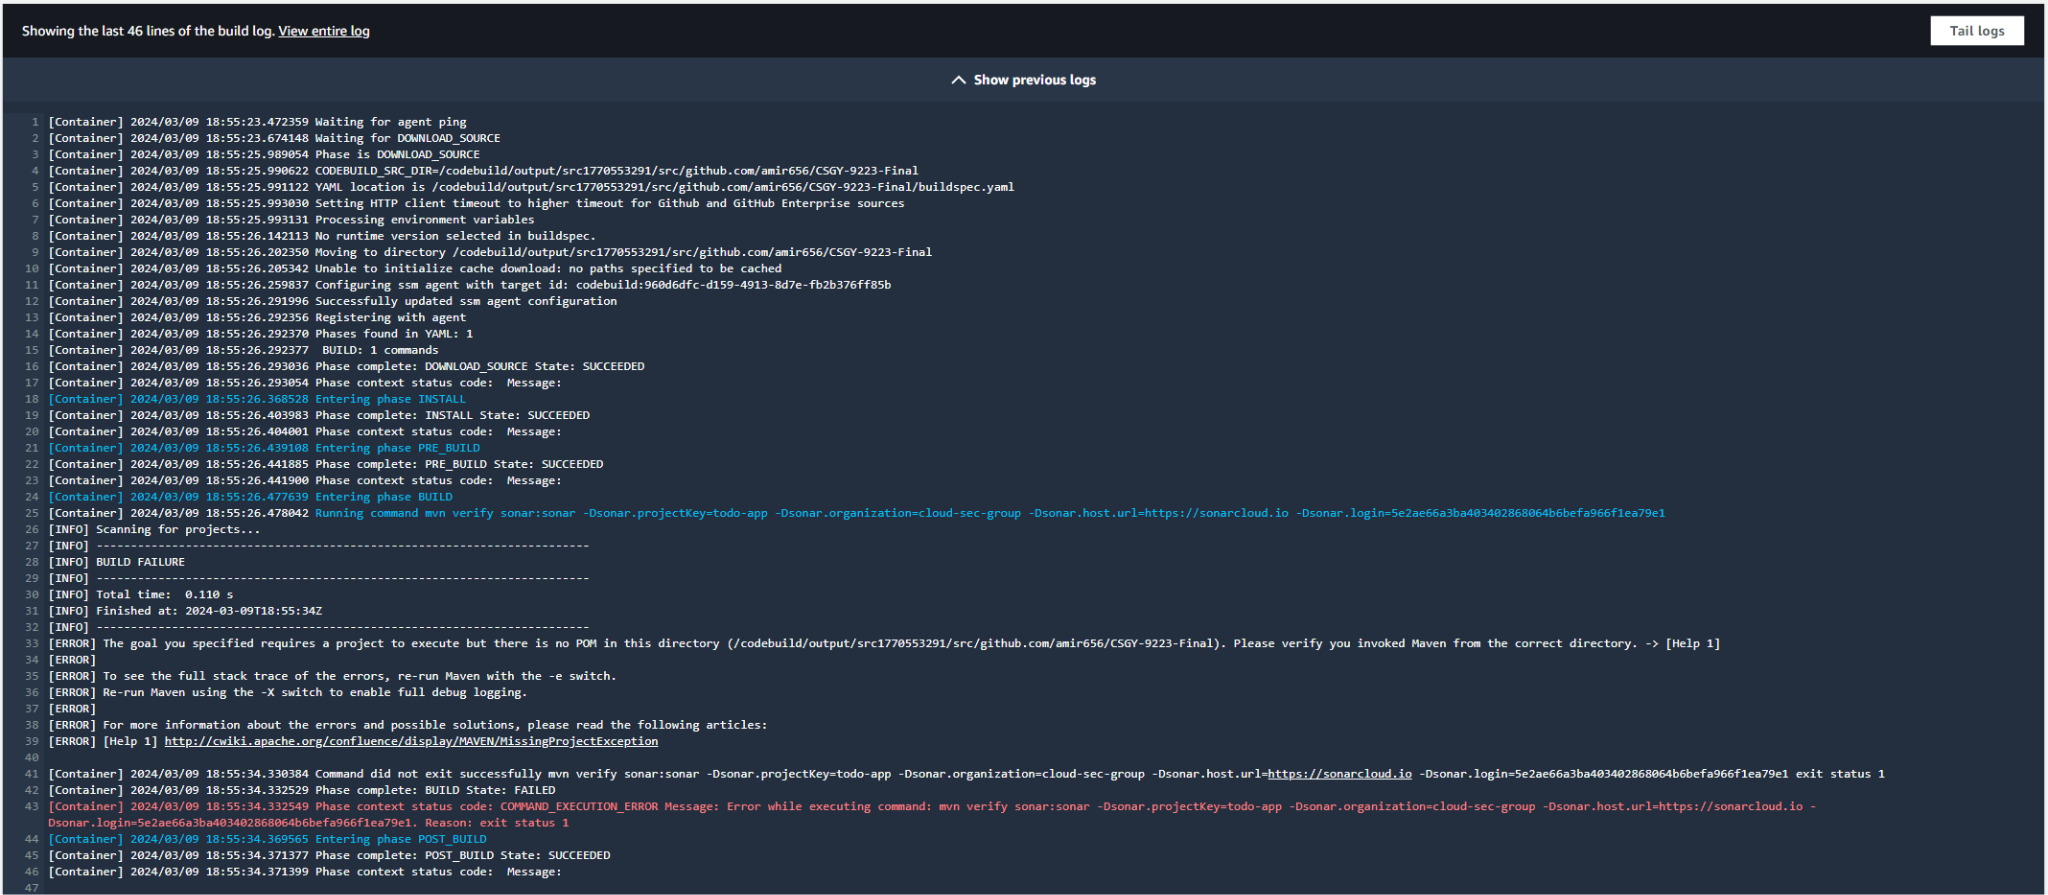 Showing the last 46 lines of the build log. View entire log
Tail logs
Show previous logs
1 [Container] 2024/03/09 18:55:23.472359 Waiting for agent ping
2 [Container] 2024/03/09 18:55:23.674148 Waiting for DOWNLOAD_SOURCE
3 [Container] 2024/03/09 18:55:25.989054 Phase is DOWNLOAD_SOURCE
4 [Container] 2024/03/09 18:55:25.990622 CODEBUILD_SRC_DIR=/codebuild/output/src1770553291/src/github.com/amir656/CSGY-9223-Final
5 [Container] 2024/03/09 18:55:25.991122 YAML location is /codebuild/output/src1770553291/src/github.com/amir656/CSGY-9223-Final/buildspec.yaml
6 [Container] 2024/03/09 18:55:25.993030 Setting HTTP client timeout to higher timeout for Github and GitHub Enterprise sources
7 [Container] 2024/03/09 18:55:25.993131 Processing environment variables
8 [Container] 2024/03/09 18:55:26.142113 No runtime version selected in buildspec.
9 [Container] 2024/03/09 18:55:26.202350 Moving to directory /codebuild/output/src1770553291/src/github.com/amir656/CSGY-9223-Final
10 [Container] 2024/03/09 18:55:26.205342 Unable to initialize cache download: no paths specified to be cached
11 [Container] 2024/03/09 18:55:26.259837 Configuring ssm agent with target id: codebuild:960d6dfc-d159-4913-8d7e-fb2b376ff85b
12 [Container] 2024/03/09 18:55:26.291996 Successfully updated ssm agent configuration
13 [Container] 2024/03/09 18:55:26.292356 Registering with agent
14 [Container] 2024/03/09 18:55:26.292370 Phases found in YAML: 1
15 [Container] 2024/03/09 18:55:26.292377  BUILD: 1 commands
16 [Container] 2024/03/09 18:55:26.293036 Phase complete: DOWNLOAD_SOURCE State: SUCCEEDED
17 [Container] 2024/03/09 18:55:26.293054 Phase context status code:  Message:
18 [Container] 2024/03/09 18:55:26.368528 Entering phase INSTALL
19 [Container] 2024/03/09 18:55:26.403983 Phase complete: INSTALL State: SUCCEEDED
20 [Container] 2024/03/09 18:55:26.404001 Phase context status code:  Message:
21 [Container] 2024/03/09 18:55:26.439108 Entering phase PRE_BUILD
22 [Container] 2024/03/09 18:55:26.441885 Phase complete: PRE_BUILD State: SUCCEEDED
23 [Container] 2024/03/09 18:55:26.441900 Phase context status code:  Message:
24 [Container] 2024/03/09 18:55:26.477639 Entering phase BUILD
25 [Container] 2024/03/09 18:55:26.478042 Running command mvn verify sonar:sonar -Dsonar.projectKey=todo-app -Dsonar.organization=cloud-sec-group -Dsonar.host.url=https://sonarcloud.io -Dsonar.login=5e2ae66a3ba403402868064b6befa966f1ea79e1
26 [INFO] Scanning for projects...
27 [INFO] ------------------------------------------------------------------------
28 [INFO] BUILD FAILURE
29 [INFO] ------------------------------------------------------------------------
30 [INFO] Total time:  0.110 s
31 [INFO] Finished at: 2024-03-09T18:55:34Z
32 [INFO] ------------------------------------------------------------------------
33 [ERROR] The goal you specified requires a project to execute but there is no POM in this directory (/codebuild/output/src1770553291/src/github.com/amir656/CSGY-9223-Final). Please verify you invoked Maven from the correct directory. -> [Help 1]
34 [ERROR]
35 [ERROR] To see the full stack trace of the errors, re-run Maven with the -e switch.
36 [ERROR] Re-run Maven using the -X switch to enable full debug logging.
37 [ERROR]
38 [ERROR] For more information about the errors and possible solutions, please read the following articles:
39 [ERROR] [Help 1] http://cwiki.apache.org/confluence/display/MAVEN/MissingProjectException
40
41 [Container] 2024/03/09 18:55:34.330384 Command did not exit successfully mvn verify sonar:sonar -Dsonar.projectKey=todo-app -Dsonar.organization=cloud-sec-group -Dsonar.host.url=https://sonarcloud.io -Dsonar.login=5e2ae66a3ba403402868064b6befa966f1ea79e1 exit status 1
42 [Container] 2024/03/09 18:55:34.332529 Phase complete: BUILD State: FAILED
43 [Container] 2024/03/09 18:55:34.332549 Phase context status code: COMMAND_EXECUTION_ERROR Message: Error while executing command: mvn verify sonar:sonar -Dsonar.projectKey=todo-app -Dsonar.organization=cloud-sec-group -Dsonar.host.url=https://sonarcloud.io -
Dsonar.login=5e2ae66a3ba403402868064b6befa966f1ea79e1. Reason: exit status 1
44 [Container] 2024/03/09 18:55:34.369565 Entering phase POST_BUILD
45 [Container] 2024/03/09 18:55:34.371377 Phase complete: POST_BUILD State: SUCCEEDED
46 [Container] 2024/03/09 18:55:34.371399 Phase context status code:  Message:
47